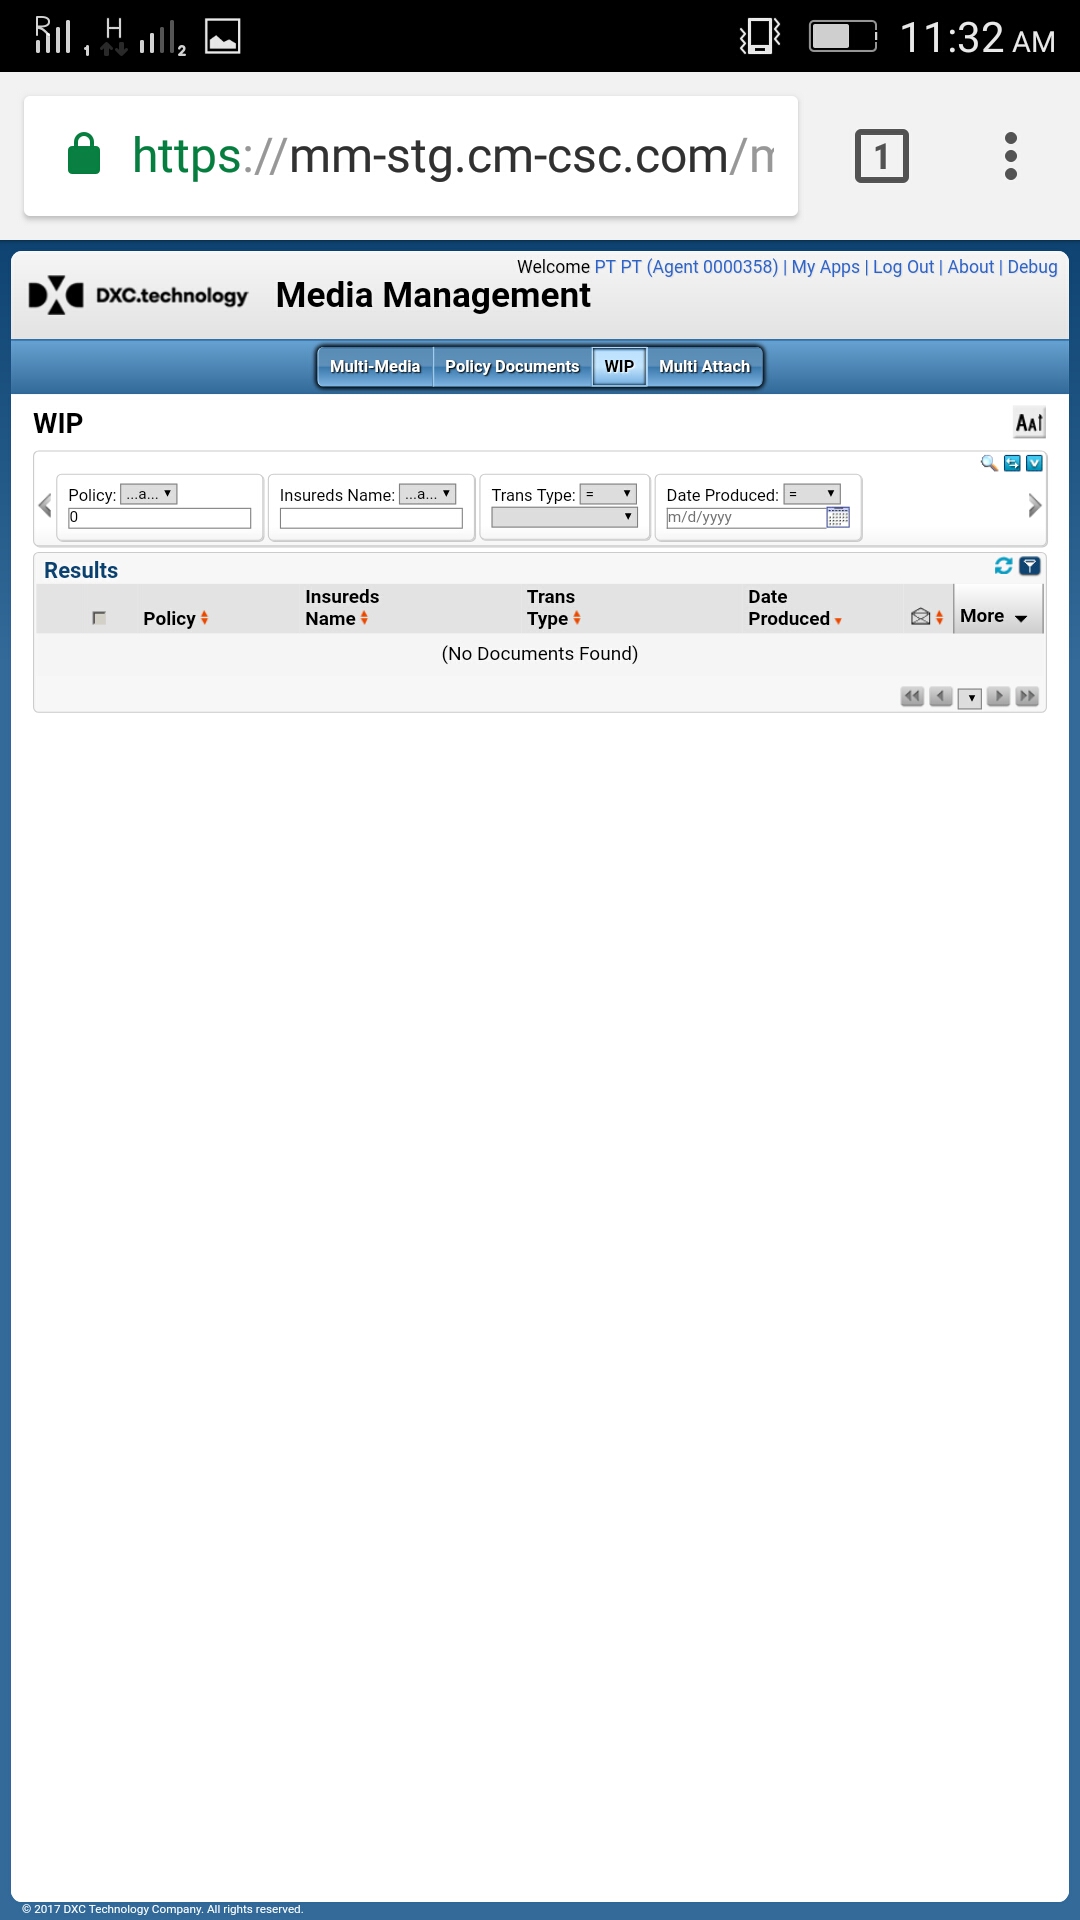 R 1 H 2 11:32 AM
https://mm-stg.cm-csc.com/m
1
Welcome PT PT (Agent 0000358) | My Apps | Log Out | About | Debug
DXC.technology Media Management
Multi-Media Policy Documents WIP Multi Attach
WIP
AA
Policy: ...a... Insureds Name: ...a... Trans Type: = Date Produced: =
0 m/d/yyyy
Results
Policy Insureds Name Trans Type Date Produced More
(No Documents Found)
© 2017 DXC Technology Company. All rights reserved.